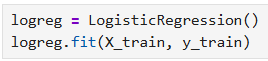 logreg = LogisticRegression()
logreg.fit(X_train, y_train)